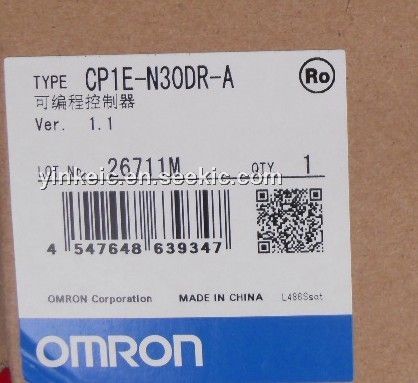 TYPE CP1E-N30DR-A
Ro
可编程控制器
Ver. 1.1
LOT No. 26711M QTY 1
yinkeic.en.seekic.com
4 547648 639347
OMRON Corporation MADE IN CHINA L486Ssot
OMRON